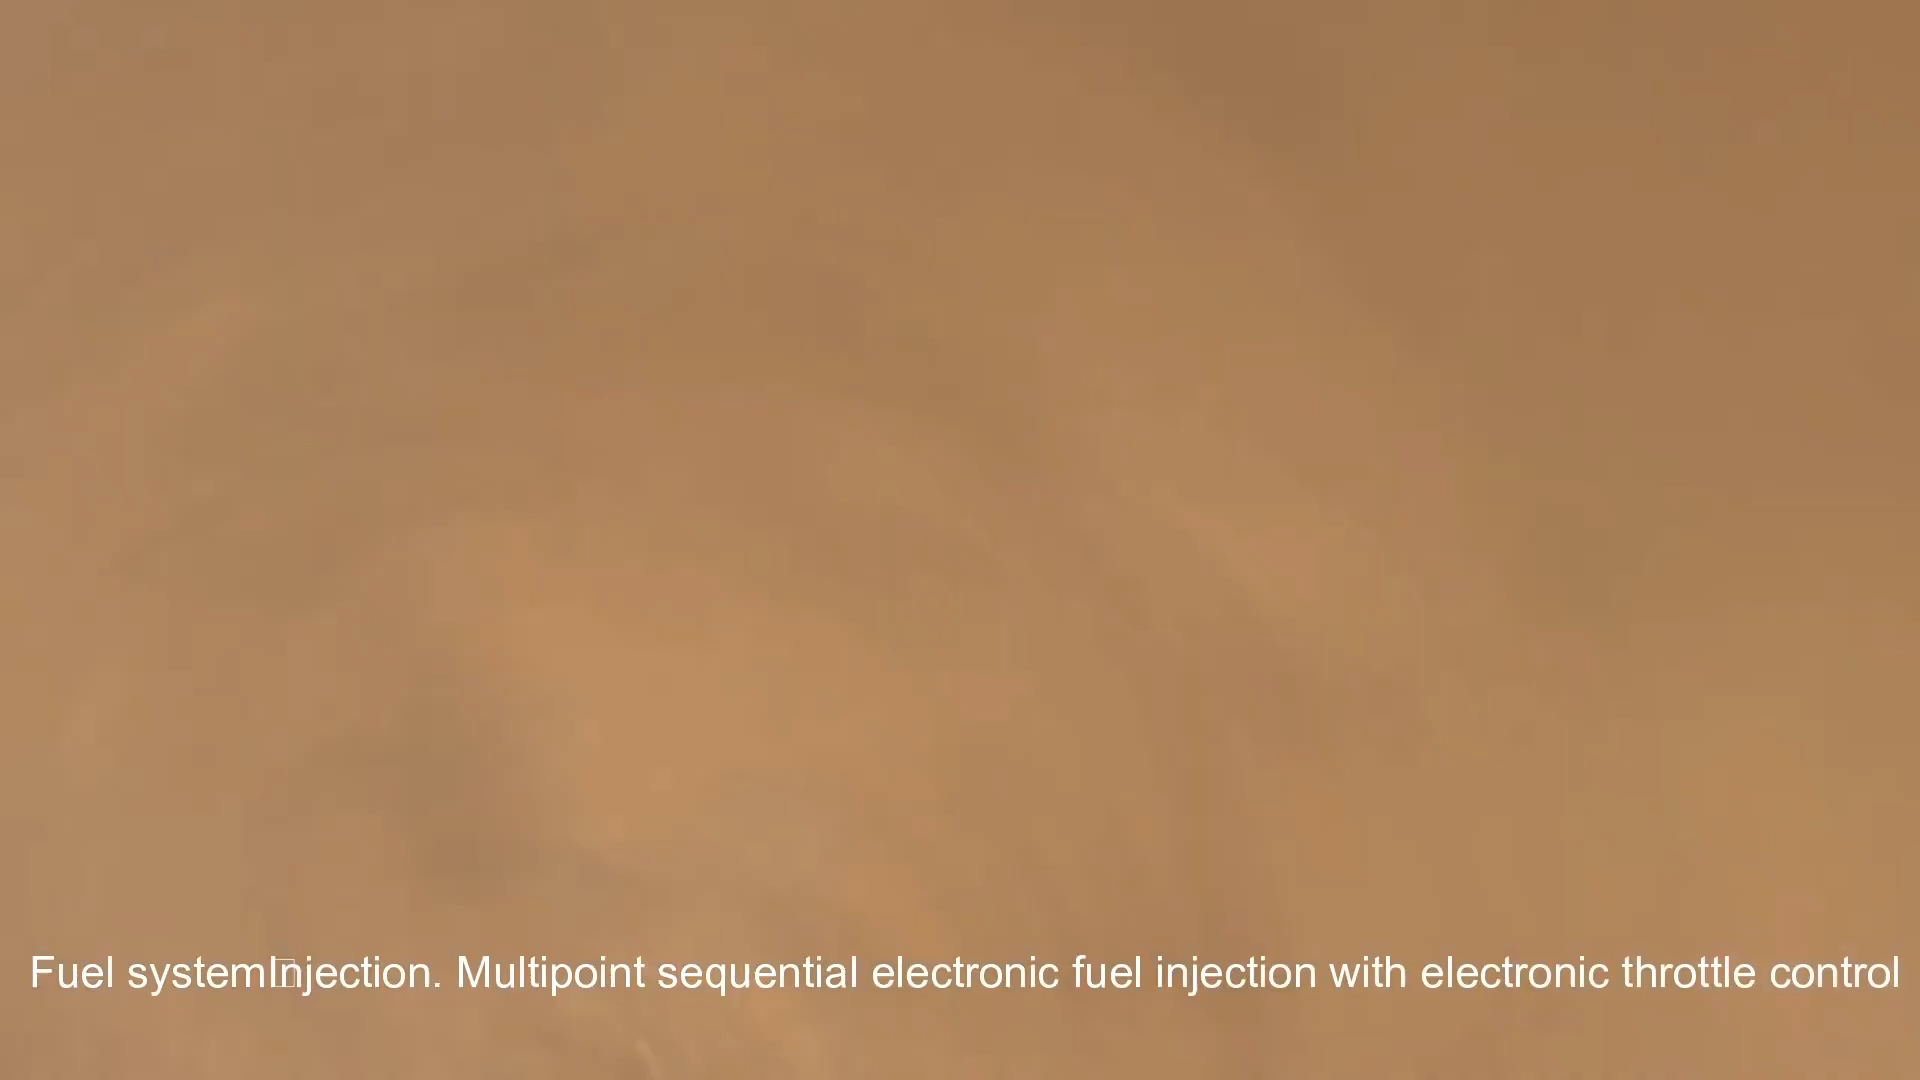 Fuel systemInjection. Multipoint sequential electronic fuel injection with electronic throttle control